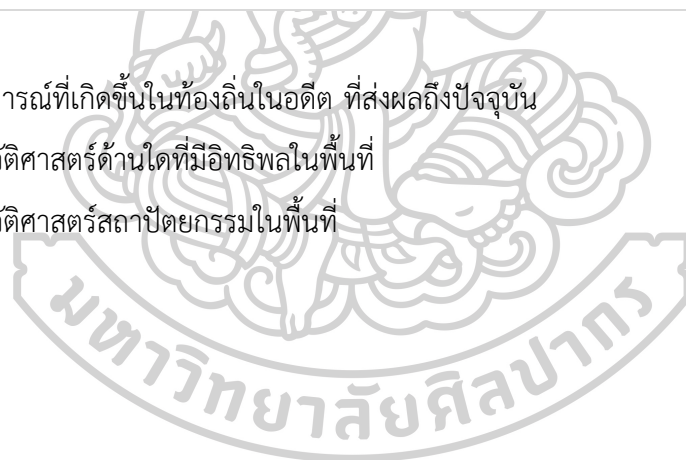 ารณ์ที่เกิดขึ้นในท้องถิ่นในอดีต ที่ส่งผลถึงปัจจุบัน
ัติศาสตร์ด้านใดที่มีอิทธิพลในพื้นที่
ัติศาสตร์สถาปัตยกรรมในพื้นที่
มหาวิทยาลัยศิลปากร